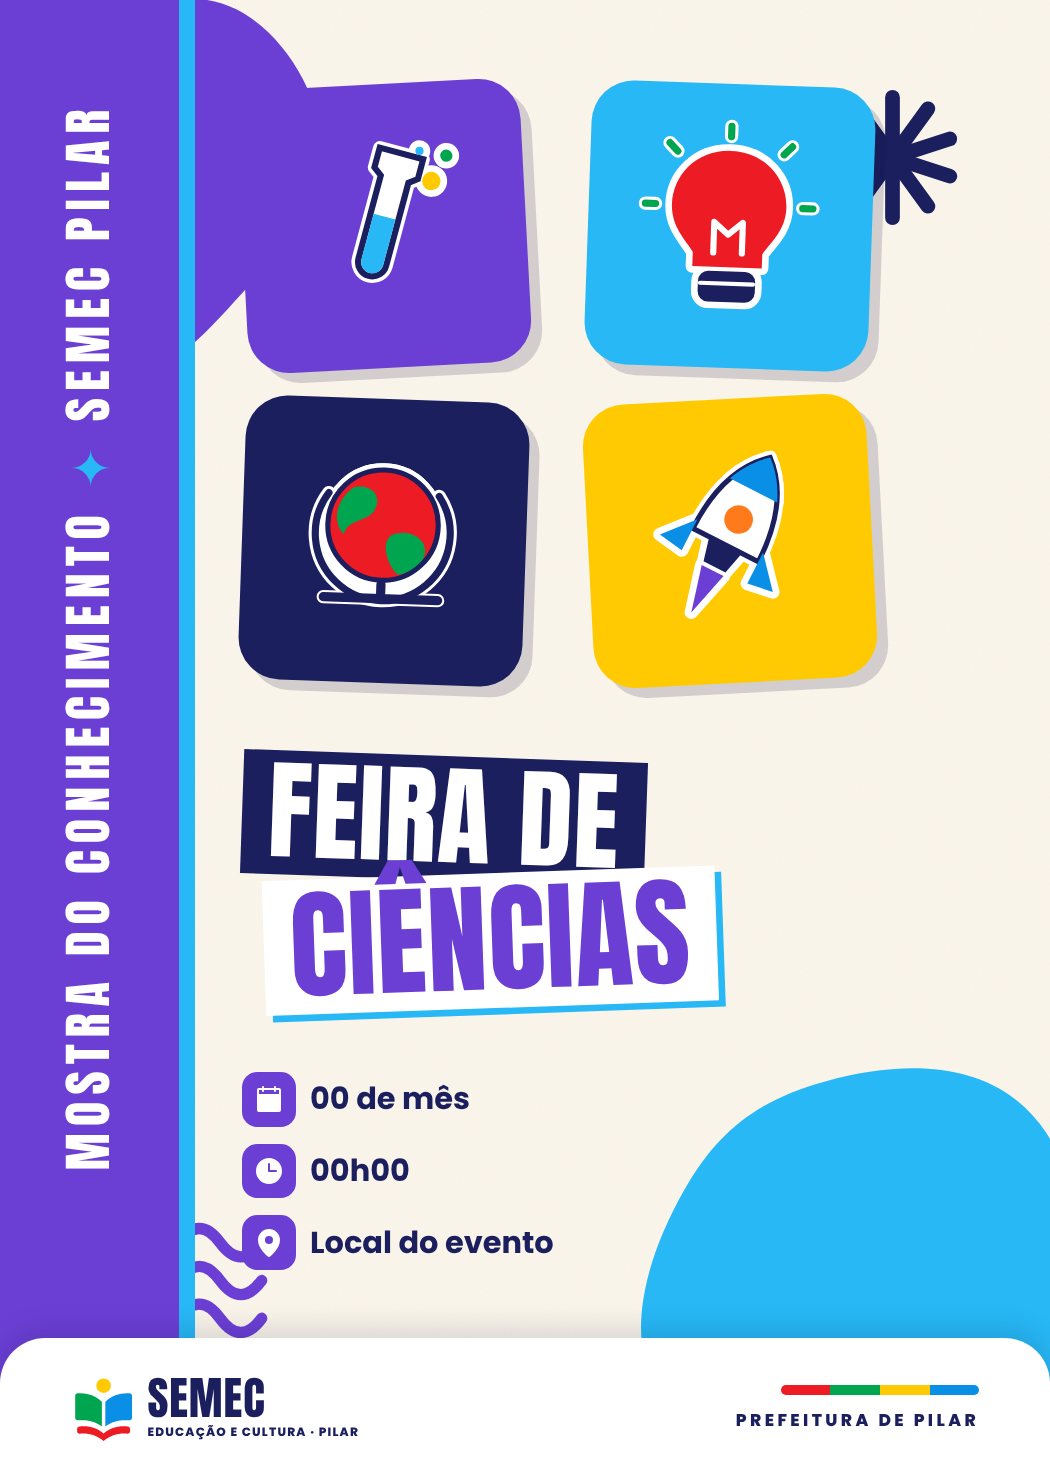 MOSTRA DO CONHECIMENTO ✦ SEMEC PILAR
M
FEIRA DE
CIÊNCIAS
00 de mês
00h00
Local do evento
SEMEC
EDUCAÇÃO E CULTURA · PILAR
PREFEITURA DE PILAR